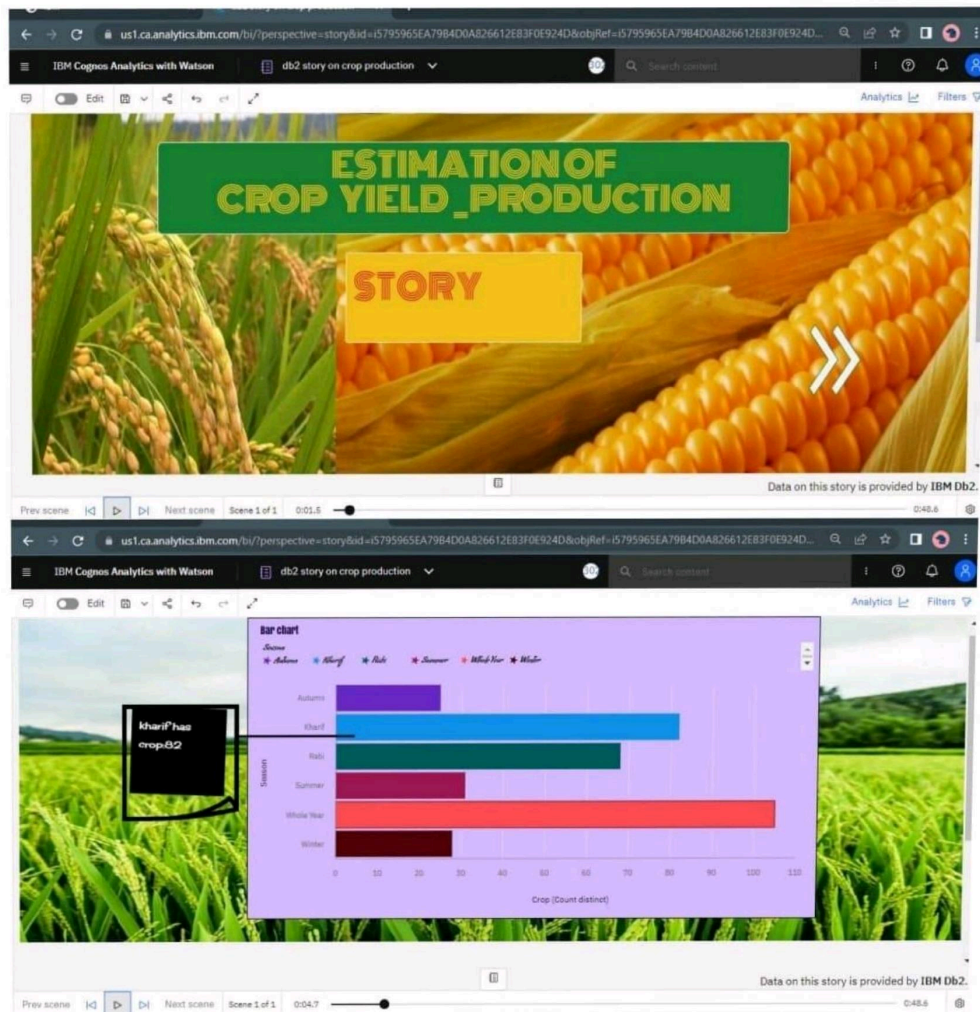 us1.ca.analytics.ibm.com/bi/?perspective=story&id=i5795965EA79B4D0A826612E83F0E924D&objRef=i5795965EA79B4D0A826612E83F0E924D...
IBM Cognos Analytics with Watson db2 story on crop production Search content
Edit Analytics Filters
ESTIMATION OF
CROP YIELD_PRODUCTION
STORY
Data on this story is provided by IBM Db2.
Prev scene Next scene Scene 1 of 1 0:01.5 0:48.6
us1.ca.analytics.ibm.com/bi/?perspective=story&id=i5795965EA79B4D0A826612E83F0E924D&objRef=i5795965EA79B4D0A826612E83F0E924D...
IBM Cognos Analytics with Watson db2 story on crop production Search content
Edit Analytics Filters
Bar chart
Season
Autumn Kharif Rabi Summer Whole Year Winter
Autumn
kharif has
crop:82
Kharif
Rabi
Season
Summer
Whole Year
Winter
0 10 20 30 40 50 60 70 80 90 100 110
Crop (Count distinct)
Data on this story is provided by IBM Db2.
Prev scene Next scene Scene 1 of 1 0:04.7 0:48.6